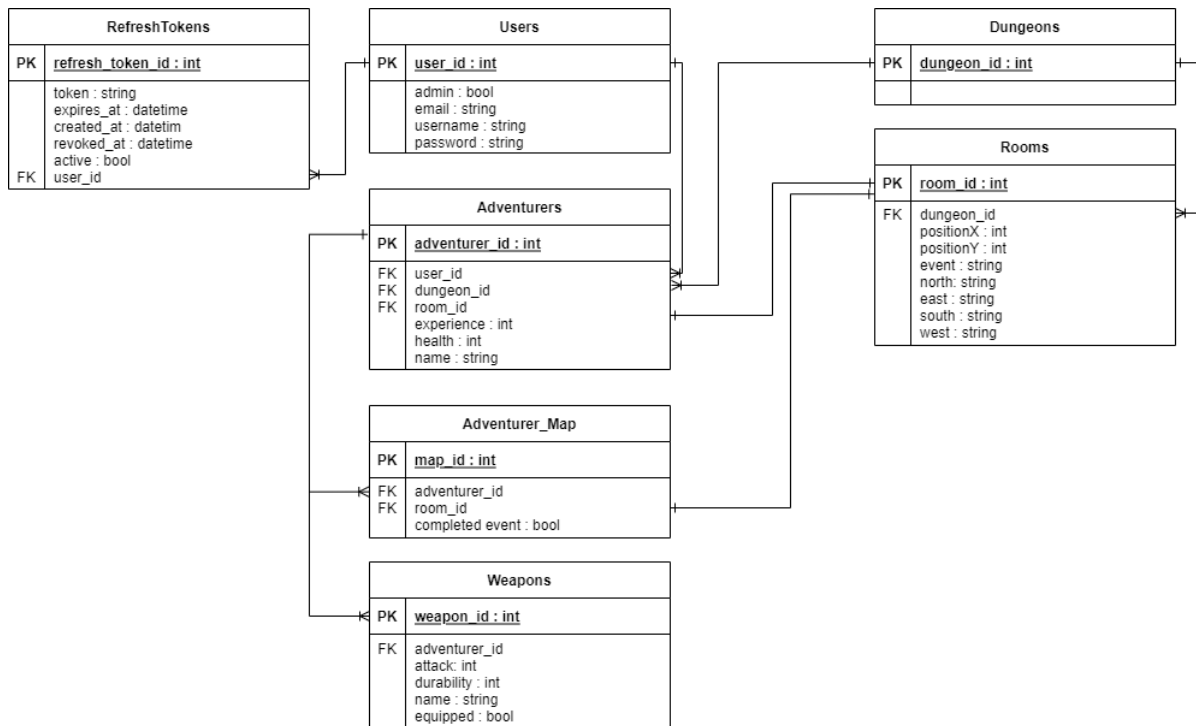 RefreshTokens
PK refresh_token_id : int
token : string
expires_at : datetime
created_at : datetim
revoked_at : datetime
active : bool
FK user_id
Users
PK user_id : int
admin : bool
email : string
username : string
password : string
Dungeons
PK dungeon_id : int
Rooms
PK room_id : int
FK dungeon_id
positionX : int
positionY : int
event : string
north: string
east : string
south : string
west : string
Adventurers
PK adventurer_id : int
FK user_id
FK dungeon_id
FK room_id
experience : int
health : int
name : string
Adventurer_Map
PK map_id : int
FK adventurer_id
FK room_id
completed event : bool
Weapons
PK weapon_id : int
FK adventurer_id
attack: int
durability : int
name : string
equipped : bool